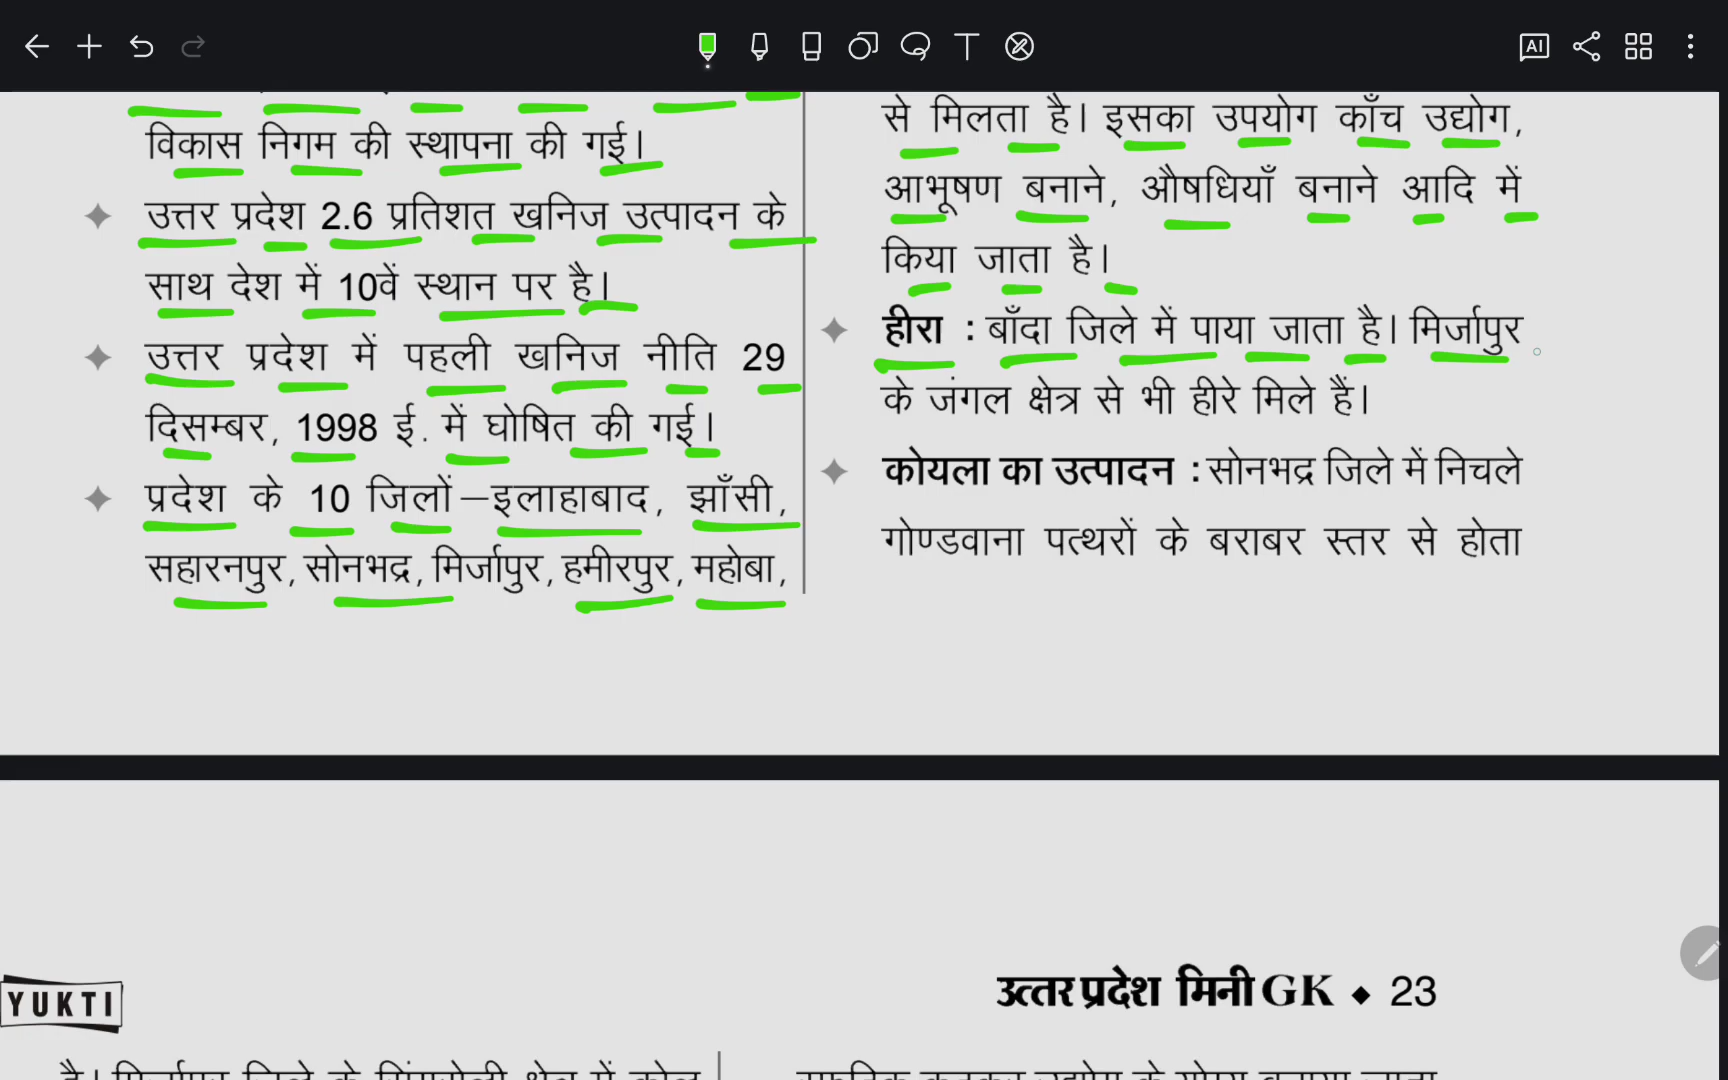 AI
विकास निगम की स्थापना की गई।
उत्तर प्रदेश 2.6 प्रतिशत खनिज उत्पादन के
साथ देश में 10वें स्थान पर है।
उत्तर प्रदेश में पहली खनिज नीति 29
दिसम्बर, 1998 ई. में घोषित की गई।
प्रदेश के 10 जिलों–इलाहाबाद, झाँसी,
सहारनपुर, सोनभद्र, मिर्जापुर, हमीरपुर, महोबा,
से मिलता है। इसका उपयोग काँच उद्योग,
आभूषण बनाने, औषधियाँ बनाने आदि में
किया जाता है।
हीरा : बाँदा जिले में पाया जाता है। मिर्जापुर
के जंगल क्षेत्र से भी हीरे मिले हैं।
कोयला का उत्पादन : सोनभद्र जिले में निचले
गोण्डवाना पत्थरों के बराबर स्तर से होता
YUKTI
उत्तर प्रदेश मिनी GK ◆ 23